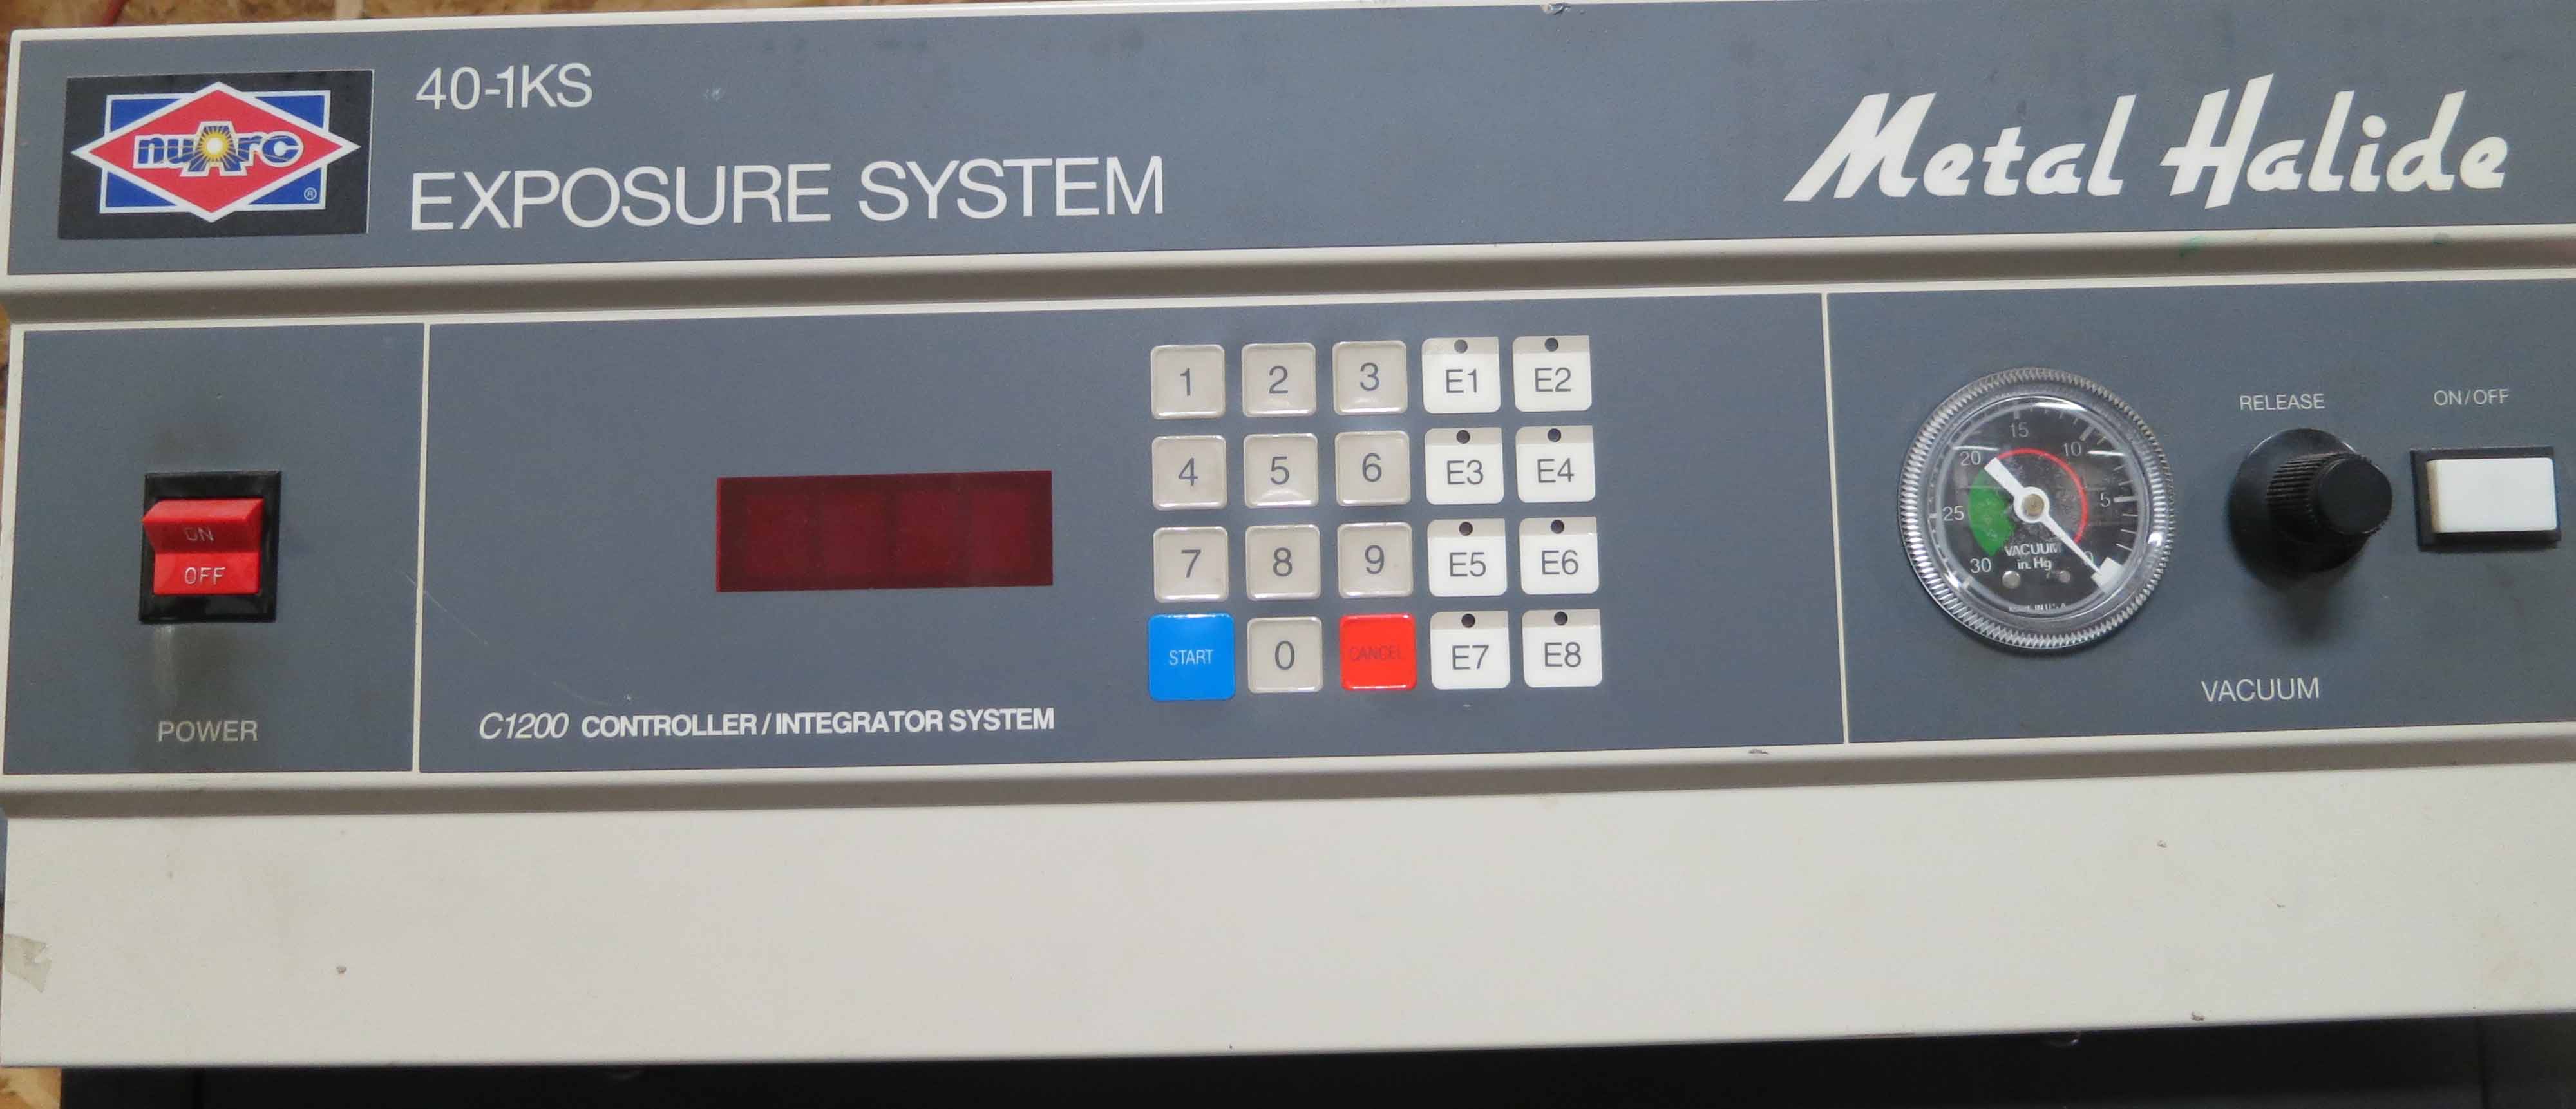 nuArc
®
40-1KS
EXPOSURE SYSTEM
Metal Halide
ON
OFF
POWER
C1200 CONTROLLER/INTEGRATOR SYSTEM
1 2 3 E1 E2
4 5 6 E3 E4
7 8 9 E5 E6
START 0 CANCEL E7 E8
15
20 10
25 5
30 0
VACUUM
in. Hg
IN U.S.A.
RELEASE
ON/OFF
VACUUM